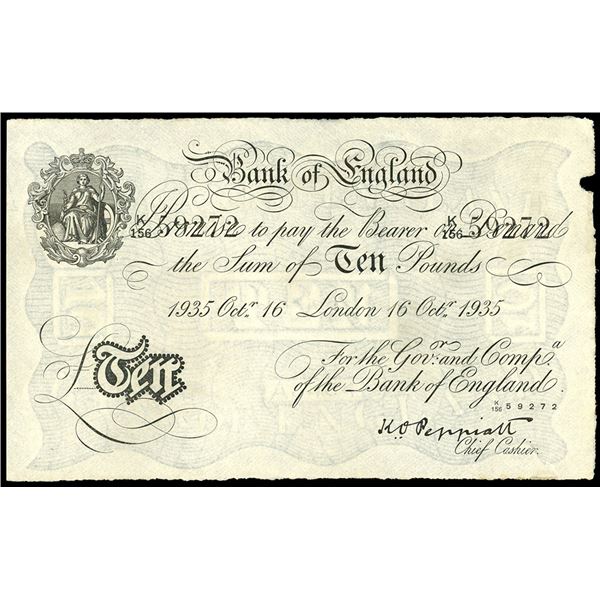 Bank of England
I Promise to pay the Bearer on Demand
K/156 59272 K/156 59272
the Sum of Ten Pounds
1935 Octr. 16 London 16 Octr. 1935
For the Govr. and Compa.
of the Bank of England.
£Ten
K/156 59272
K.O Peppiatt
Chief Cashier.